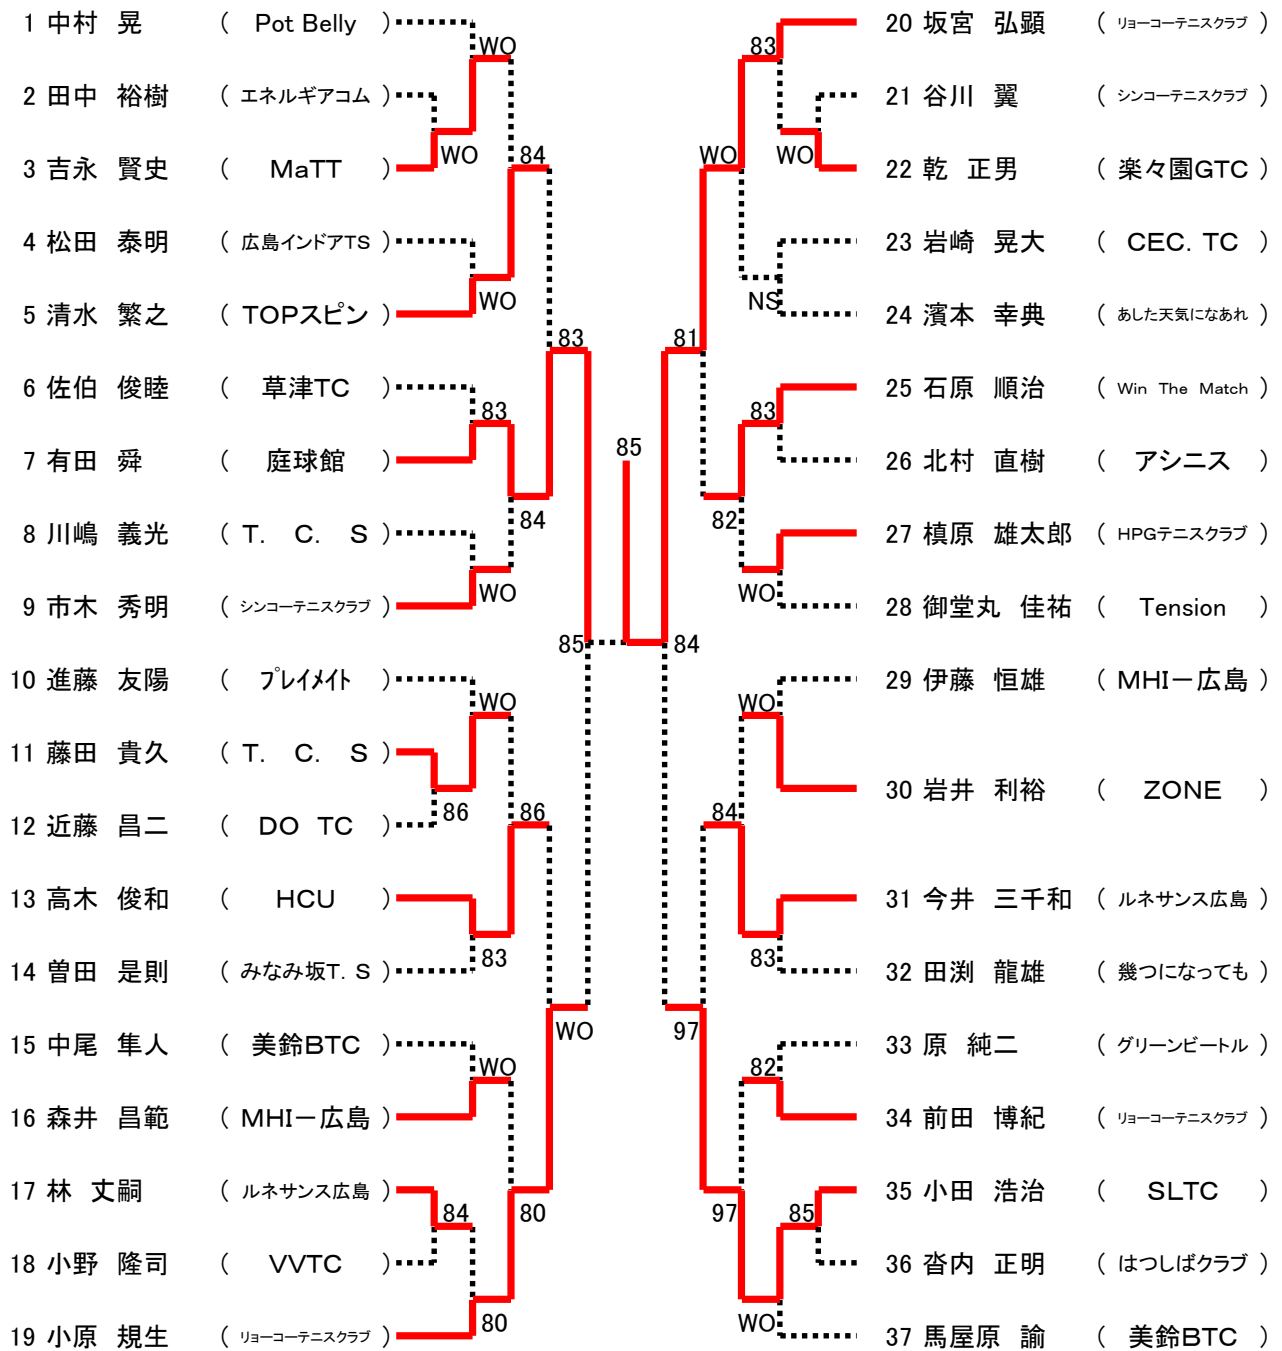 1 中村 晃 ( Pot Belly )
2 田中 裕樹 ( エネルギアコム )
3 吉永 賢史 ( MaTT )
4 松田 泰明 ( 広島インドアTS )
5 清水 繁之 ( TOPスピン )
6 佐伯 俊睦 ( 草津TC )
7 有田 舜 ( 庭球館 )
8 川嶋 義光 ( T. C. S )
9 市木 秀明 ( シンコーテニスクラブ )
10 進藤 友陽 ( プレイメイト )
11 藤田 貴久 ( T. C. S )
12 近藤 昌二 ( DO TC )
13 高木 俊和 ( HCU )
14 曽田 是則 ( みなみ坂T. S )
15 中尾 隼人 ( 美鈴BTC )
16 森井 昌範 ( MHI-広島 )
17 林 丈嗣 ( ルネサンス広島 )
18 小野 隆司 ( VVTC )
19 小原 規生 ( リョーコーテニスクラブ )
WO
WO
84
WO
83
83
84
WO
85
WO
86
86
83
WO
WO
84
80
80
85
83
WO
WO
NS
81
83
82
WO
84
WO
84
83
97
82
97
85
WO
20 坂宮 弘顕 ( リョーコーテニスクラブ )
21 谷川 翼 ( シンコーテニスクラブ )
22 乾 正男 ( 楽々園GTC )
23 岩崎 晃大 ( CEC. TC )
24 濱本 幸典 ( あした天気になあれ )
25 石原 順治 ( Win The Match )
26 北村 直樹 ( アシニス )
27 槙原 雄太郎 ( HPGテニスクラブ )
28 御堂丸 佳祐 ( Tension )
29 伊藤 恒雄 ( MHI-広島 )
30 岩井 利裕 ( ZONE )
31 今井 三千和 ( ルネサンス広島 )
32 田渕 龍雄 ( 幾つになっても )
33 原 純二 ( グリーンビートル )
34 前田 博紀 ( リョーコーテニスクラブ )
35 小田 浩治 ( SLTC )
36 沓内 正明 ( はつしばクラブ )
37 馬屋原 諭 ( 美鈴BTC )